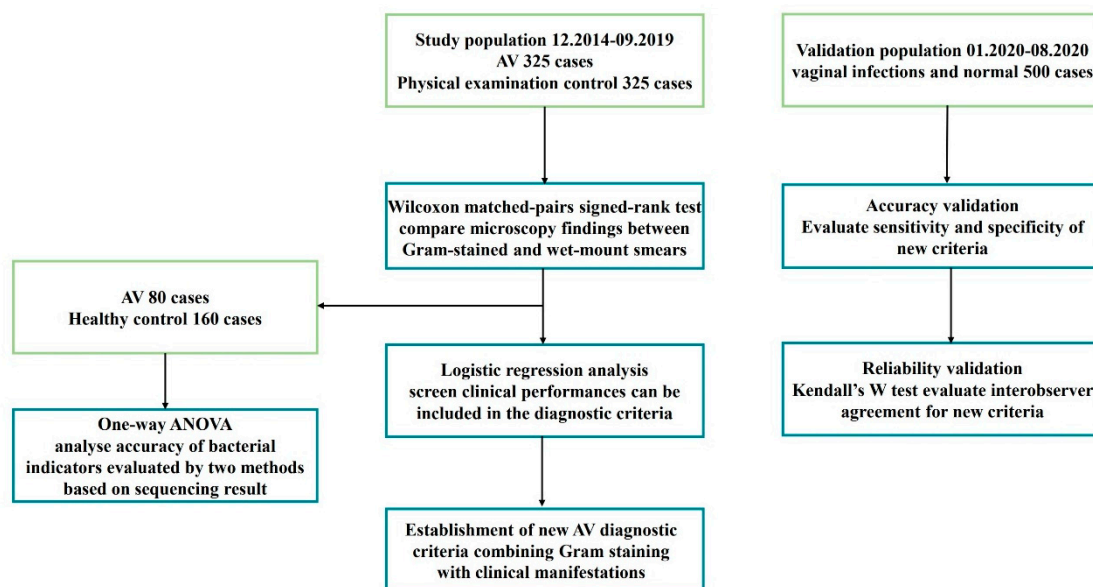 Study population 12.2014-09.2019
AV 325 cases
Physical examination control 325 cases
Validation population 01.2020-08.2020
vaginal infections and normal 500 cases
Wilcoxon matched-pairs signed-rank test
compare microscopy findings between
Gram-stained and wet-mount smears
Accuracy validation
Evaluate sensitivity and specificity of
new criteria
AV 80 cases
Healthy control 160 cases
Logistic regression analysis
screen clinical performances can be
included in the diagnostic criteria
Reliability validation
Kendall's W test evaluate interobserver
agreement for new criteria
One-way ANOVA
analyse accuracy of bacterial
indicators evaluated by two methods
based on sequencing result
Establishment of new AV diagnostic
criteria combining Gram staining
with clinical manifestations